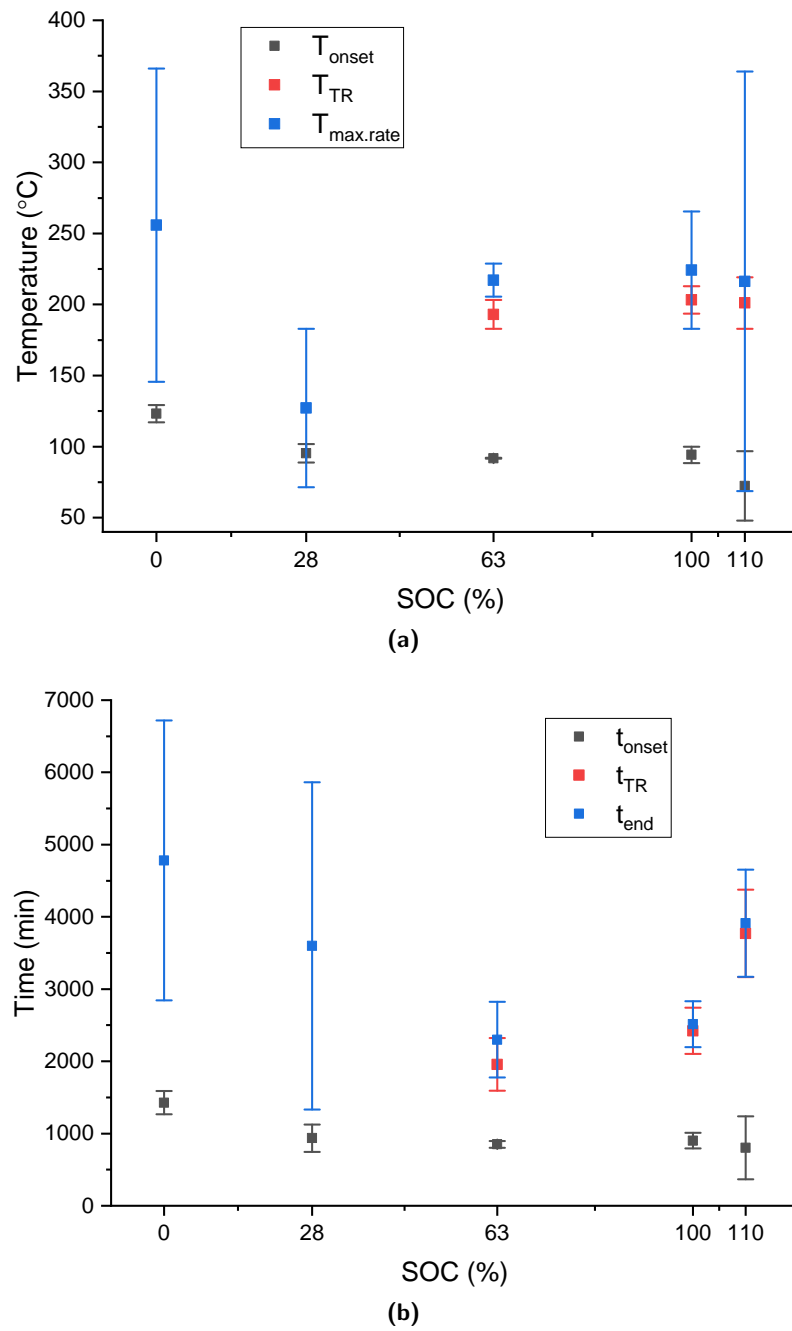 400
350
300
250
200
150
100
50
Temperature (°C)
T_onset
T_TR
T_max.rate
0 28 63 100 110
SOC (%)
(a)
7000
6000
5000
4000
3000
2000
1000
0
Time (min)
t_onset
t_TR
t_end
0 28 63 100 110
SOC (%)
(b)